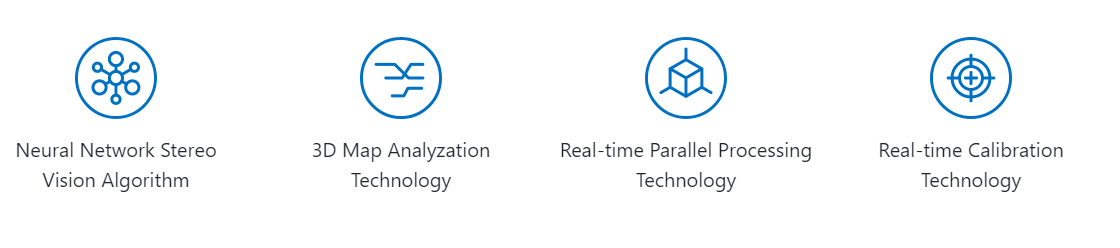 Neural Network Stereo
Vision Algorithm
3D Map Analyzation
Technology
Real-time Parallel Processing
Technology
Real-time Calibration
Technology